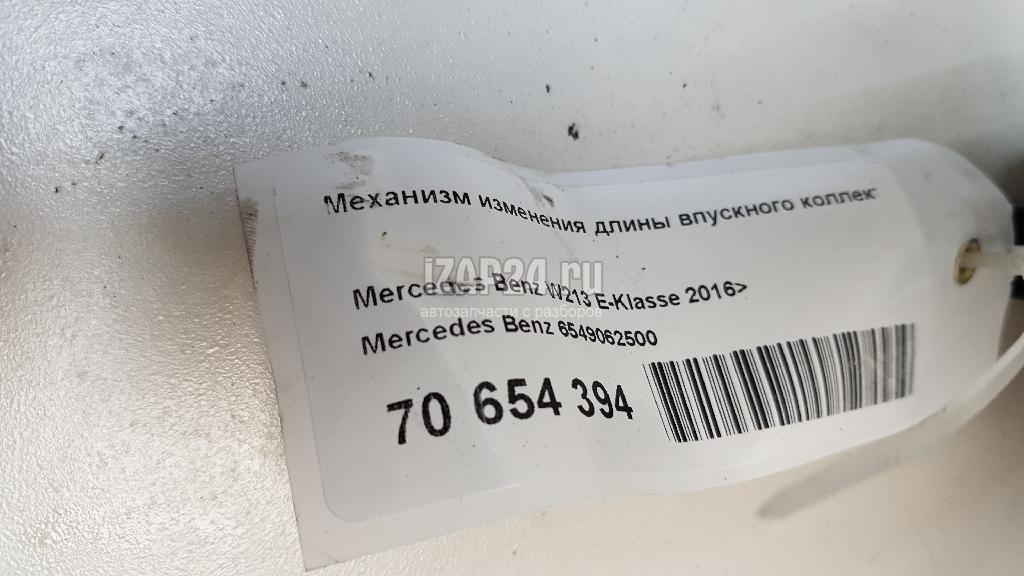 Механизм изменения длины впускного коллек
iZAP24.ru
Mercedes Benz W213 E-Klasse 2016>
автозапчасти с разборов
Mercedes Benz 6549062500
70 654 394